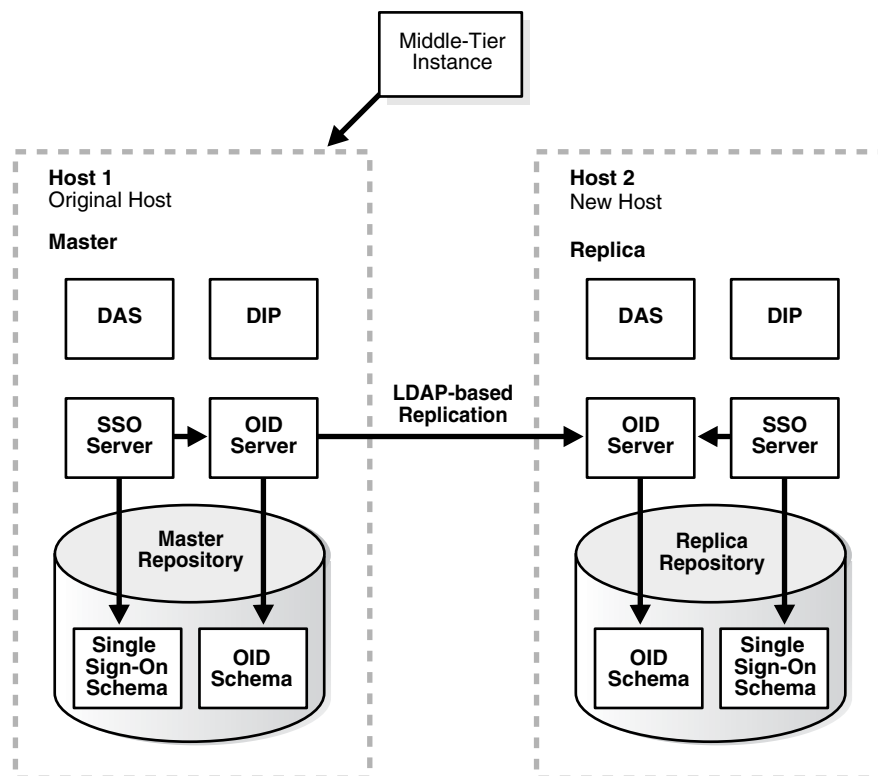 Middle-Tier
Instance
Host 1
Original Host
Master
DAS
DIP
SSO
Server
OID
Server
Master
Repository
Single
Sign-On
Schema
OID
Schema
LDAP-based
Replication
Host 2
New Host
Replica
DAS
DIP
OID
Server
SSO
Server
Replica
Repository
OID
Schema
Single
Sign-On
Schema